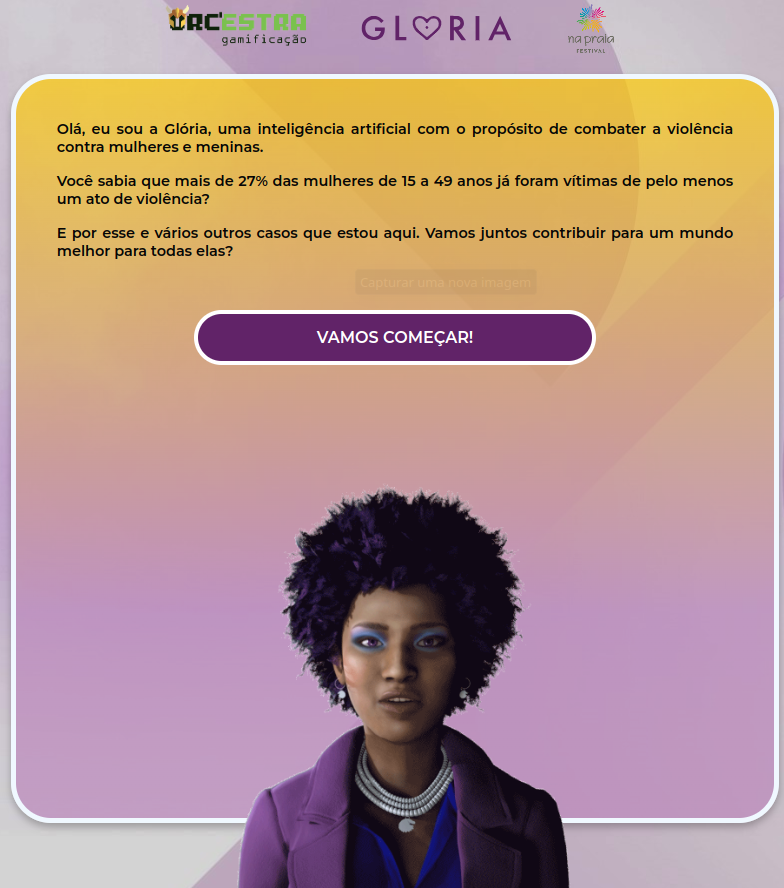 ORC'ESTRA
gamificação
GLORIA
na praia
FESTIVAL
Olá, eu sou a Glória, uma inteligência artificial com o propósito de combater a violência
contra mulheres e meninas.
Você sabia que mais de 27% das mulheres de 15 a 49 anos já foram vítimas de pelo menos
um ato de violência?
E por esse e vários outros casos que estou aqui. Vamos juntos contribuir para um mundo
melhor para todas elas?
Capturar uma nova imagem
VAMOS COMEÇAR!